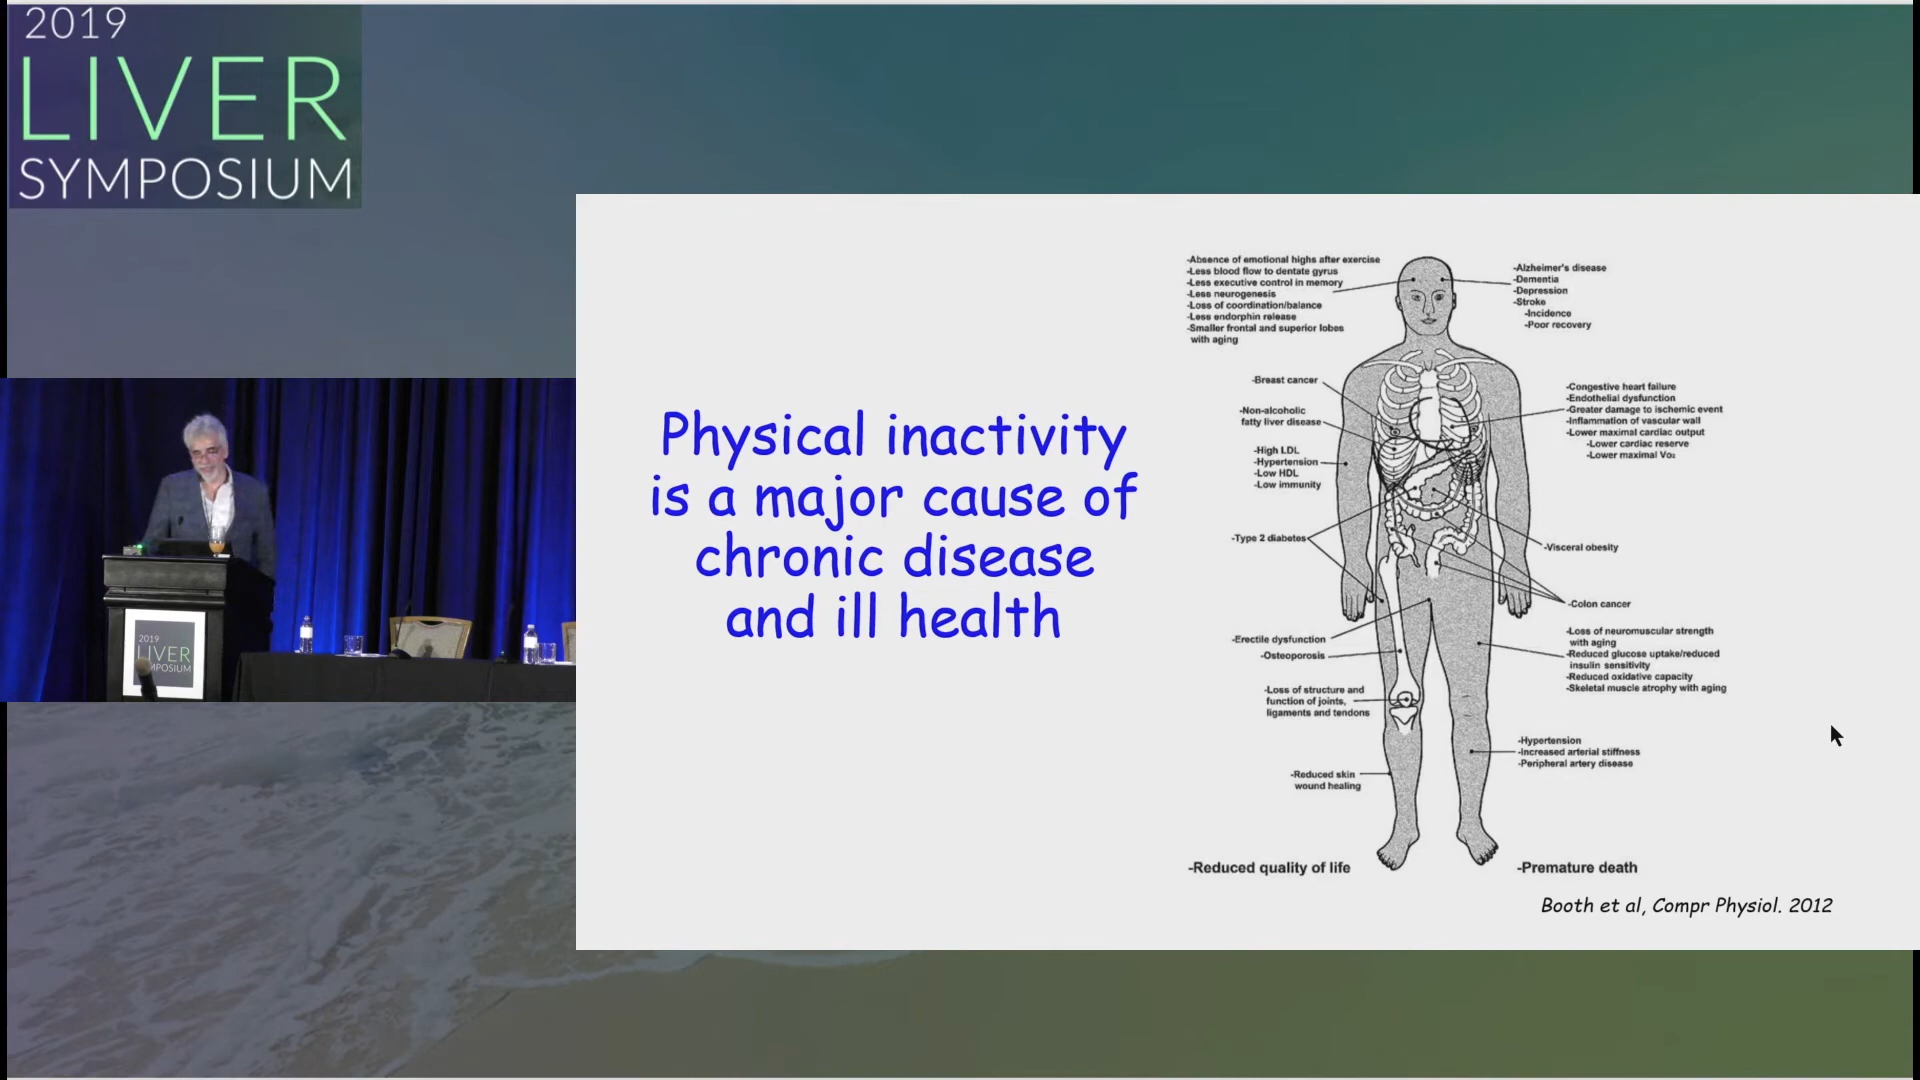 2019
LIVER
SYMPOSIUM
2019
LIVER
MPOSIUM
Physical inactivity
is a major cause of
chronic disease
and ill health
-Absence of emotional highs after exercise
-Less blood flow to dentate gyrus
-Less executive control in memory
-Less neurogenesis
-Loss of coordination/balance
-Less endorphin release
-Smaller frontal and superior lobes
with aging
-Alzheimer's disease
-Dementia
-Depression
-Stroke
-Incidence
-Poor recovery
-Breast cancer
-Non-alcoholic
fatty liver disease
-High LDL
-Hypertension
-Low HDL
-Low immunity
-Congestive heart failure
-Endothelial dysfunction
-Greater damage to ischemic event
-Inflammation of vascular wall
-Lower maximal cardiac output
-Lower cardiac reserve
-Lower maximal Vo₂
-Type 2 diabetes
-Visceral obesity
-Colon cancer
-Erectile dysfunction
-Osteoporosis
-Loss of neuromuscular strength
with aging
-Reduced glucose uptake/reduced
insulin sensitivity
-Reduced oxidative capacity
-Skeletal muscle atrophy with aging
-Loss of structure and
function of joints,
ligaments and tendons
-Hypertension
-Increased arterial stiffness
-Peripheral artery disease
-Reduced skin
wound healing
-Reduced quality of life
-Premature death
Booth et al, Compr Physiol. 2012